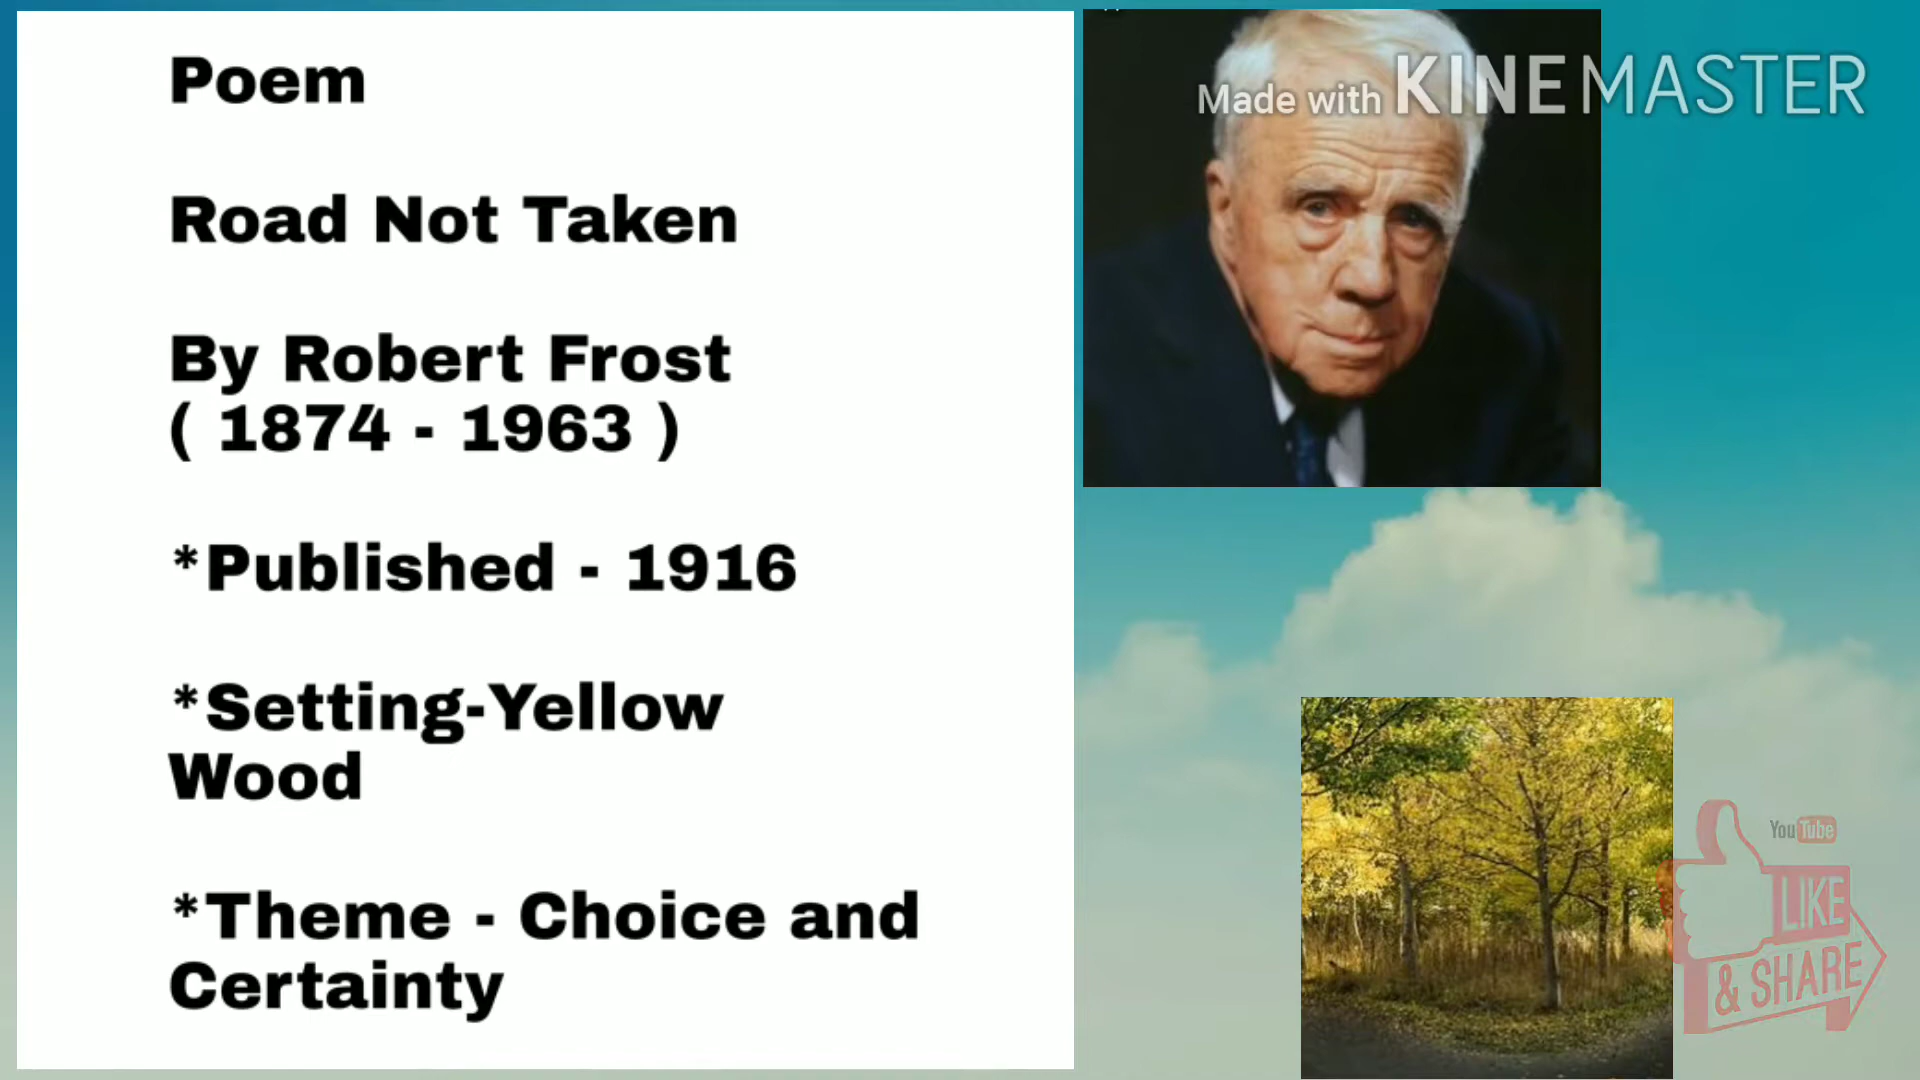 Poem
Road Not Taken
By Robert Frost
( 1874 - 1963 )
*Published - 1916
*Setting-Yellow
Wood
*Theme - Choice and
Certainty
Made with KINEMASTER
YouTube
LIKE
& SHARE